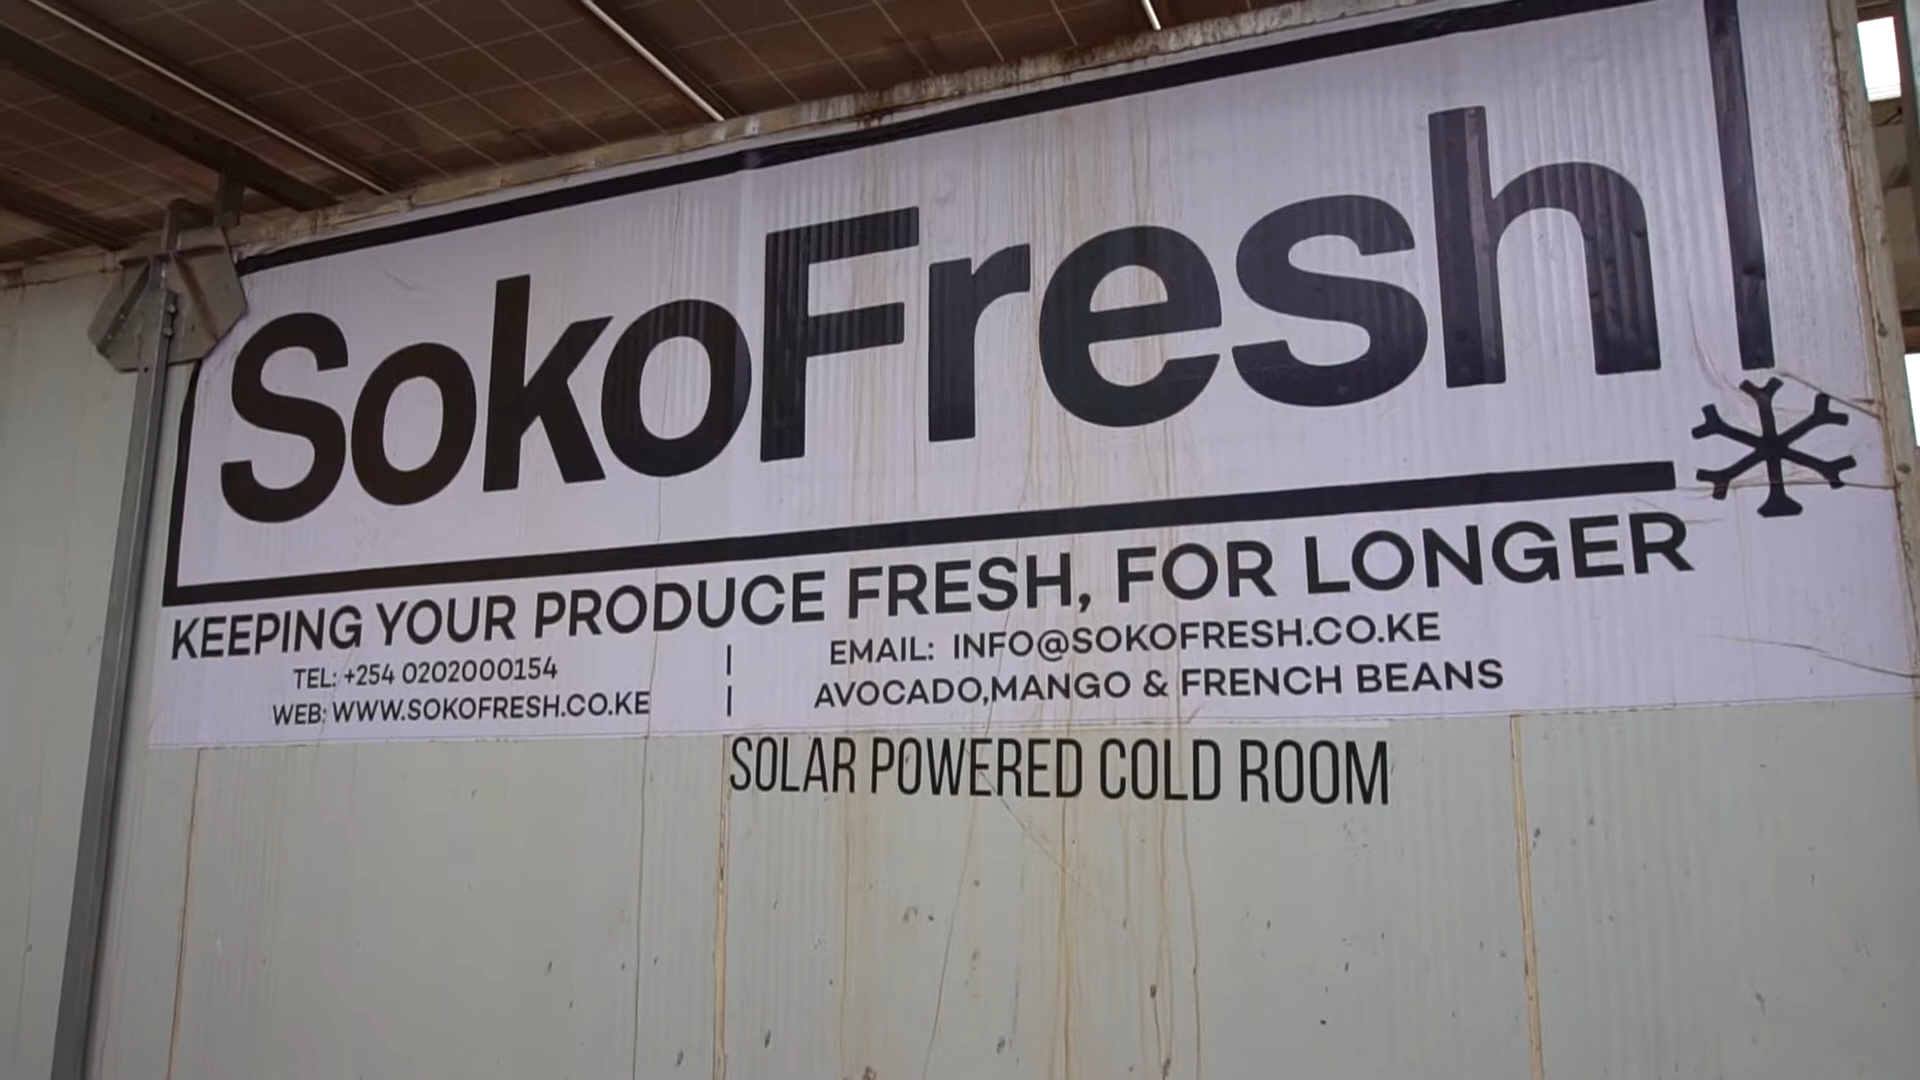 SokoFresh
KEEPING YOUR PRODUCE FRESH, FOR LONGER
TEL: +254 0202000154 | EMAIL: INFO@SOKOFRESH.CO.KE
WEB: WWW.SOKOFRESH.CO.KE | AVOCADO,MANGO & FRENCH BEANS
SOLAR POWERED COLD ROOM